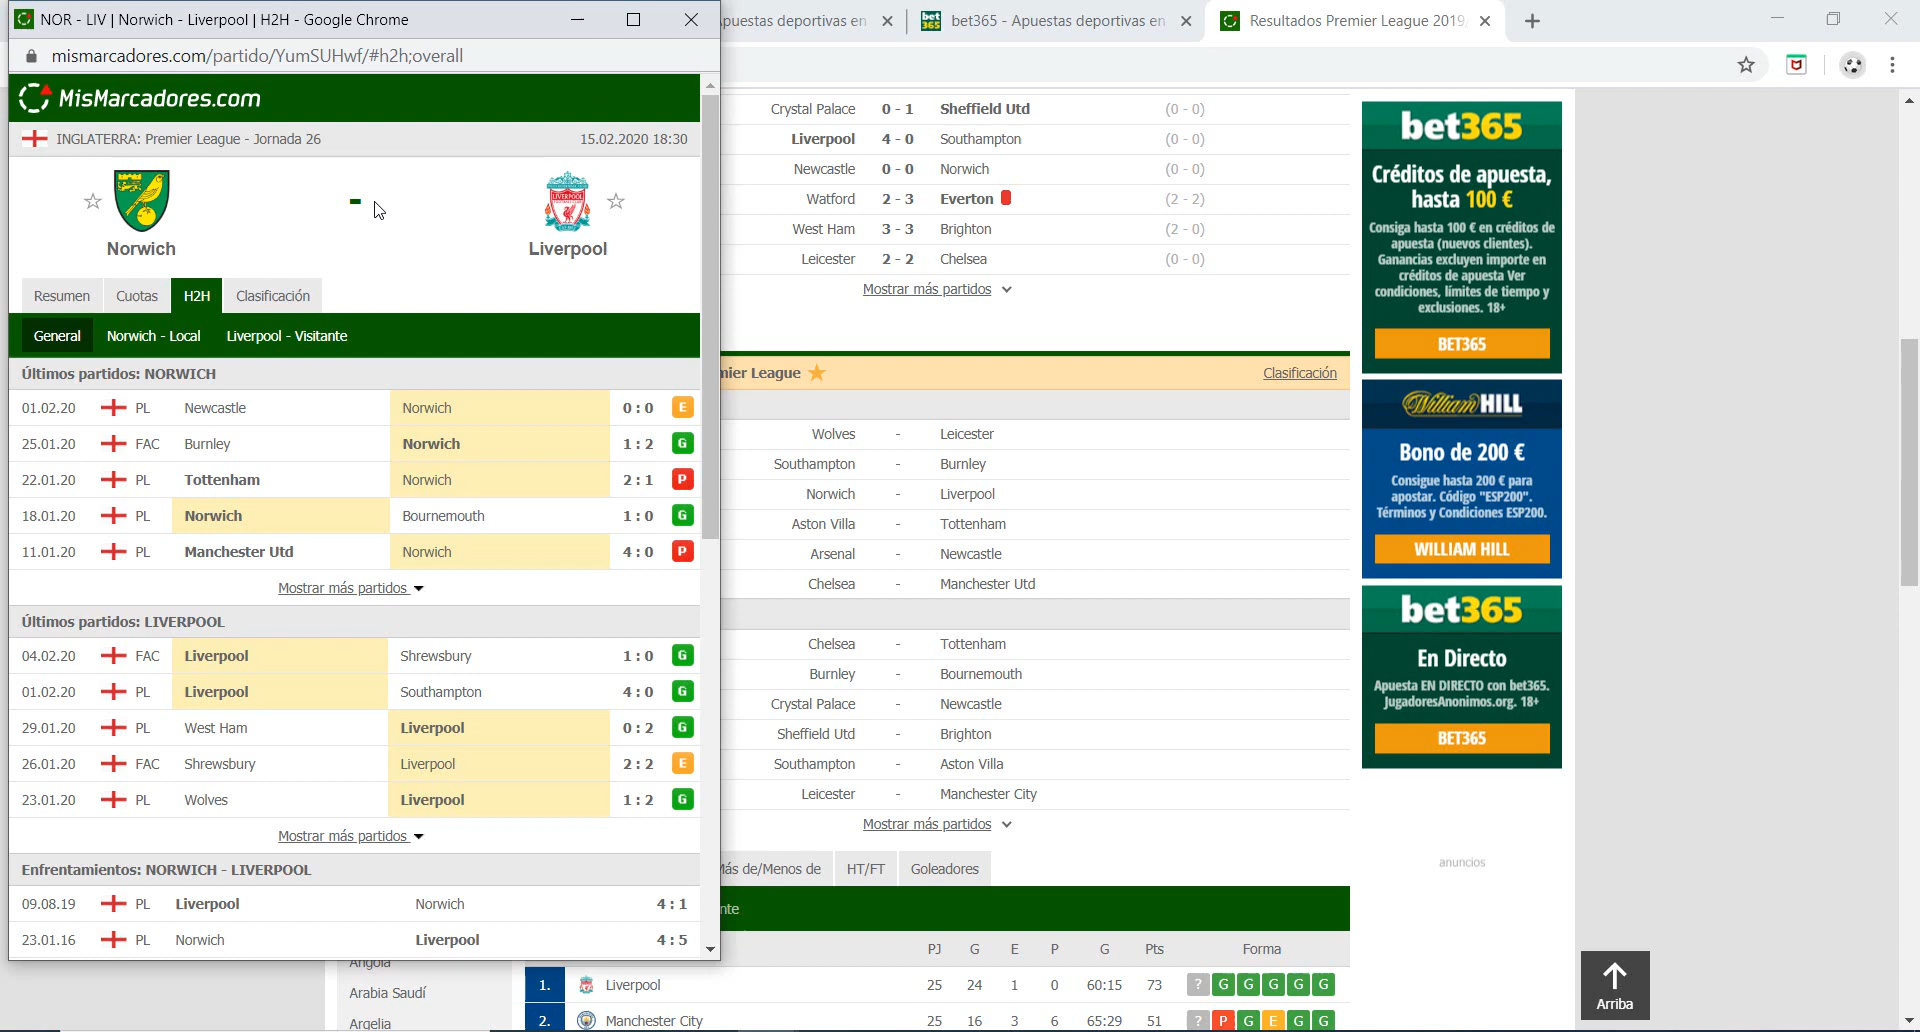 NOR - LIV | Norwich - Liverpool | H2H - Google Chrome
mismarcadores.com/partido/YumSUHwf/#h2h;overall
MisMarcadores.com
INGLATERRA: Premier League - Jornada 26 15.02.2020 18:30
-
Norwich Liverpool
Resumen Cuotas H2H Clasificación
General Norwich - Local Liverpool - Visitante
Últimos partidos: NORWICH
01.02.20 PL Newcastle Norwich 0 : 0 E
25.01.20 FAC Burnley Norwich 1 : 2 G
22.01.20 PL Tottenham Norwich 2 : 1 P
18.01.20 PL Norwich Bournemouth 1 : 0 G
11.01.20 PL Manchester Utd Norwich 4 : 0 P
Mostrar más partidos
Últimos partidos: LIVERPOOL
04.02.20 FAC Liverpool Shrewsbury 1 : 0 G
01.02.20 PL Liverpool Southampton 4 : 0 G
29.01.20 PL West Ham Liverpool 0 : 2 G
26.01.20 FAC Shrewsbury Liverpool 2 : 2 E
23.01.20 PL Wolves Liverpool 1 : 2 G
Mostrar más partidos
Enfrentamientos: NORWICH - LIVERPOOL
09.08.19 PL Liverpool Norwich 4 : 1
23.01.16 PL Norwich Liverpool 4 : 5
puestas deportivas en
bet365 bet365 - Apuestas deportivas en
Resultados Premier League 2019
Crystal Palace 0 - 1 Sheffield Utd (0 - 0)
Liverpool 4 - 0 Southampton (0 - 0)
Newcastle 0 - 0 Norwich (0 - 0)
Watford 2 - 3 Everton (2 - 2)
West Ham 3 - 3 Brighton (2 - 0)
Leicester 2 - 2 Chelsea (0 - 0)
Mostrar más partidos
mier League Clasificación
Wolves - Leicester
Southampton - Burnley
Norwich - Liverpool
Aston Villa - Tottenham
Arsenal - Newcastle
Chelsea - Manchester Utd
Chelsea - Tottenham
Burnley - Bournemouth
Crystal Palace - Newcastle
Sheffield Utd - Brighton
Southampton - Aston Villa
Leicester - Manchester City
Mostrar más partidos
Más de/Menos de HT/FT Goleadores
nte
PJ G E P G Pts Forma
1. Liverpool 25 24 1 0 60:15 73 ? G G G G G
2. Manchester City 25 16 3 6 65:29 51 ? P G E G G
Angola
Arabia Saudí
Argelia
bet365
Créditos de apuesta,
hasta 100 €
Consiga hasta 100 € en créditos de
apuesta (nuevos clientes).
Ganancias excluyen importe en
créditos de apuesta Ver
condiciones, límites de tiempo y
exclusiones. 18+
BET365
William HILL
Bono de 200 €
Consigue hasta 200 € para
apostar. Código "ESP200".
Términos y Condiciones ESP200.
WILLIAM HILL
bet365
En Directo
Apuesta EN DIRECTO con bet365.
JugadoresAnonimos.org. 18+
BET365
anuncios
Arriba